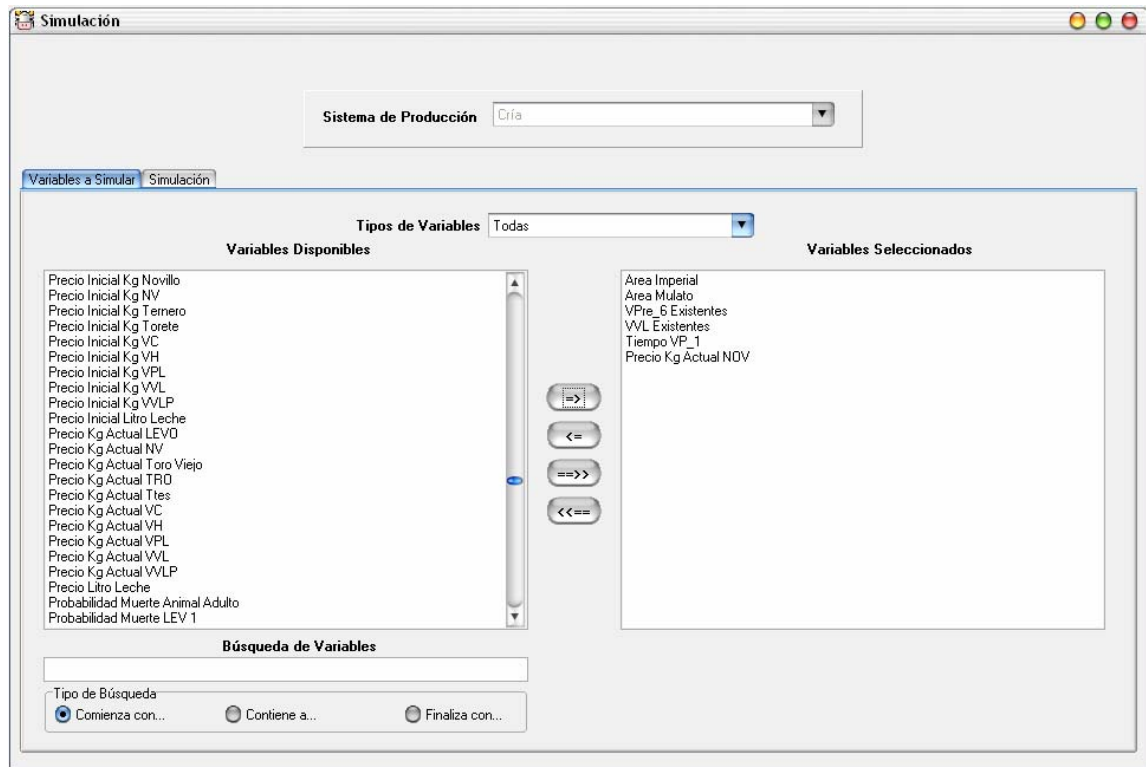 Simulación
Sistema de Producción Cría
Variables a Simular Simulación
Tipos de Variables Todas
Variables Disponibles
Variables Seleccionados
Precio Inicial Kg Novillo
Precio Inicial Kg NV
Precio Inicial Kg Ternero
Precio Inicial Kg Torete
Precio Inicial Kg VC
Precio Inicial Kg VH
Precio Inicial Kg VPL
Precio Inicial Kg VVL
Precio Inicial Kg VVLP
Precio Inicial Litro Leche
Precio Kg Actual LEVO
Precio Kg Actual NV
Precio Kg Actual Toro Viejo
Precio Kg Actual TRO
Precio Kg Actual Ttes
Precio Kg Actual VC
Precio Kg Actual VH
Precio Kg Actual VPL
Precio Kg Actual VVL
Precio Kg Actual VVLP
Precio Litro Leche
Probabilidad Muerte Animal Adulto
Probabilidad Muerte LEV 1
=>
<=
==>>
<<==
Area Imperial
Area Mulato
VPre_6 Existentes
VVL Existentes
Tiempo VP_1
Precio Kg Actual NOV
Búsqueda de Variables
Tipo de Búsqueda
Comienza con... Contiene a... Finaliza con...